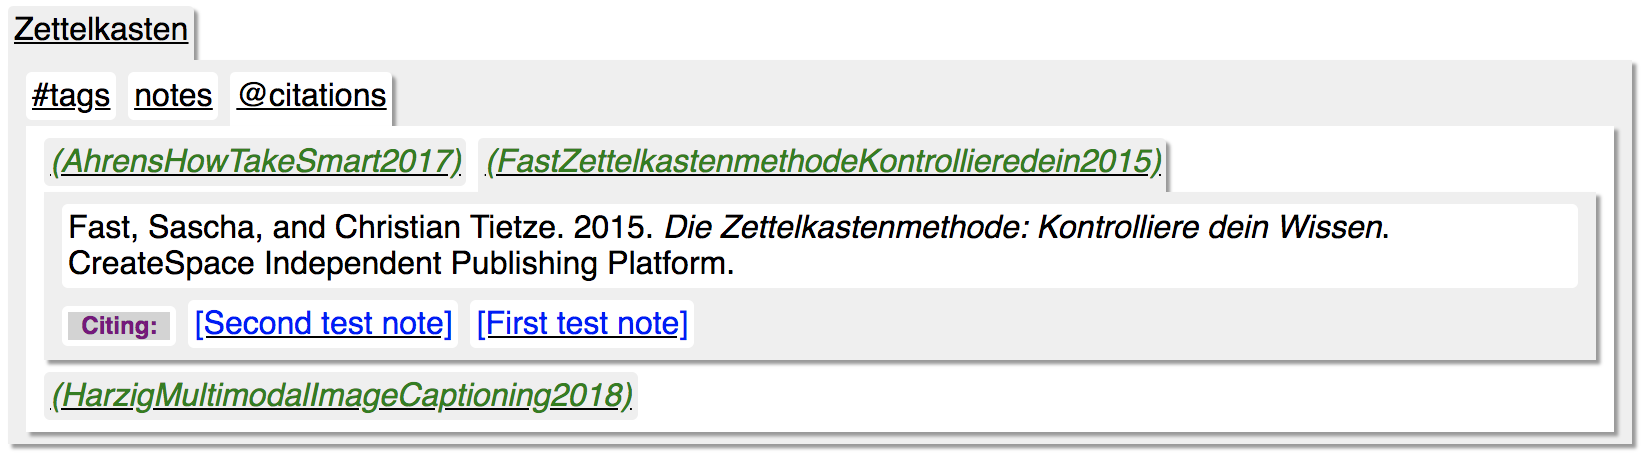 Zettelkasten
#tags notes @citations
(AhrensHowTakeSmart2017) (FastZettelkastenmethodeKontrollieredein2015)
Fast, Sascha, and Christian Tietze. 2015. Die Zettelkastenmethode: Kontrolliere dein Wissen.
CreateSpace Independent Publishing Platform.
Citing: [Second test note] [First test note]
(HarzigMultimodalImageCaptioning2018)